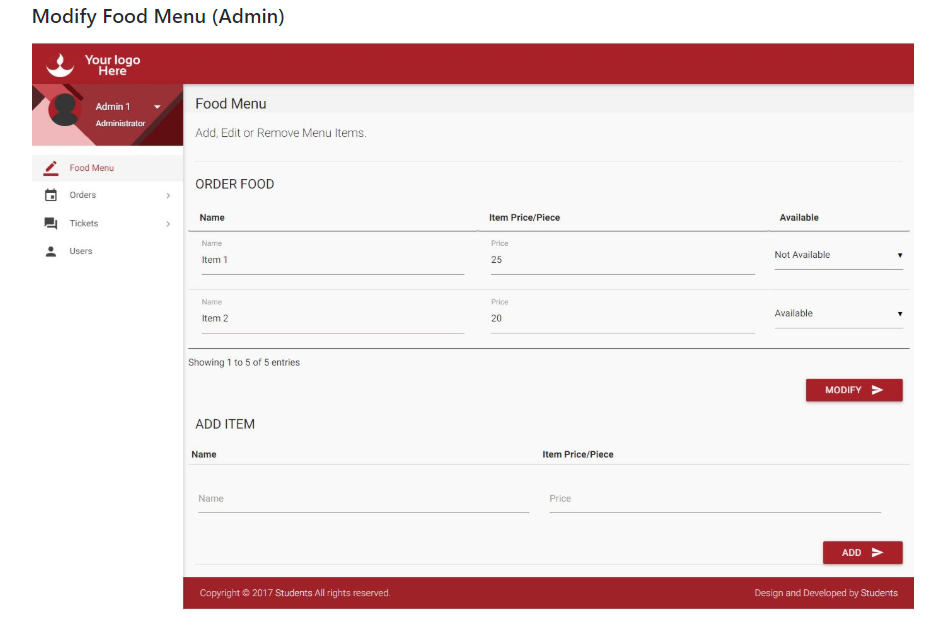 Modify Food Menu (Admin)
Your logo
Here
Admin 1
Administrator
Food Menu
Orders
Tickets
Users
Food Menu
Add, Edit or Remove Menu Items.
ORDER FOOD
Name Item Price/Piece Available
Name Price
Item 1 25 Not Available
Name Price
Item 2 20 Available
Showing 1 to 5 of 5 entries
MODIFY
ADD ITEM
Name Item Price/Piece
Name Price
ADD
Copyright © 2017 Students All rights reserved. Design and Developed by Students